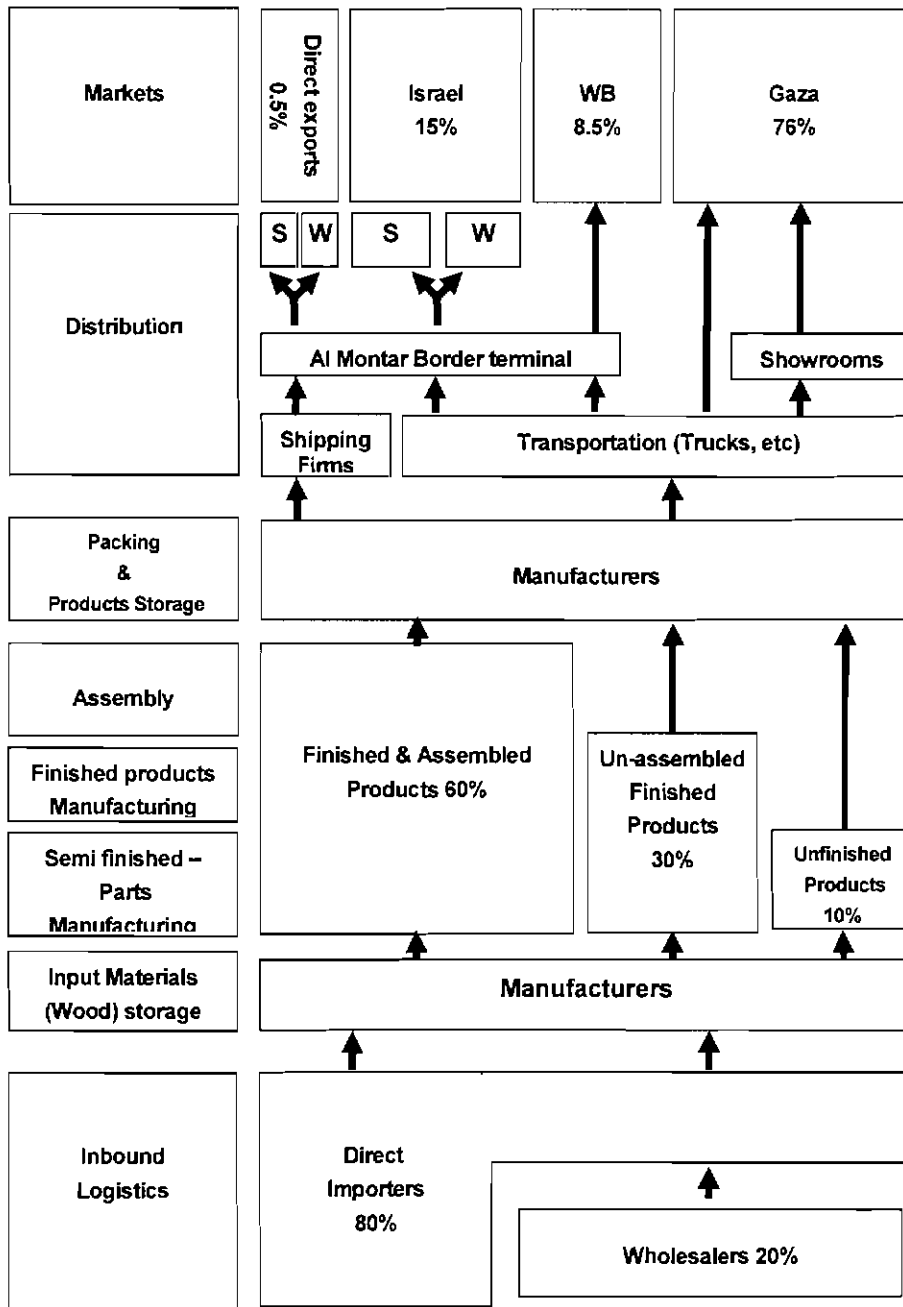 Markets
Direct exports
0.5%
Israel
15%
WB
8.5%
Gaza
76%
S
W
S
W
Distribution
Al Montar Border terminal
Showrooms
Shipping
Firms
Transportation (Trucks, etc)
Packing
&
Products Storage
Manufacturers
Assembly
Finished & Assembled
Products 60%
Un-assembled
Finished
Products
30%
Finished products
Manufacturing
Semi finished –
Parts
Manufacturing
Unfinished
Products
10%
Input Materials
(Wood) storage
Manufacturers
Inbound
Logistics
Direct
Importers
80%
Wholesalers 20%